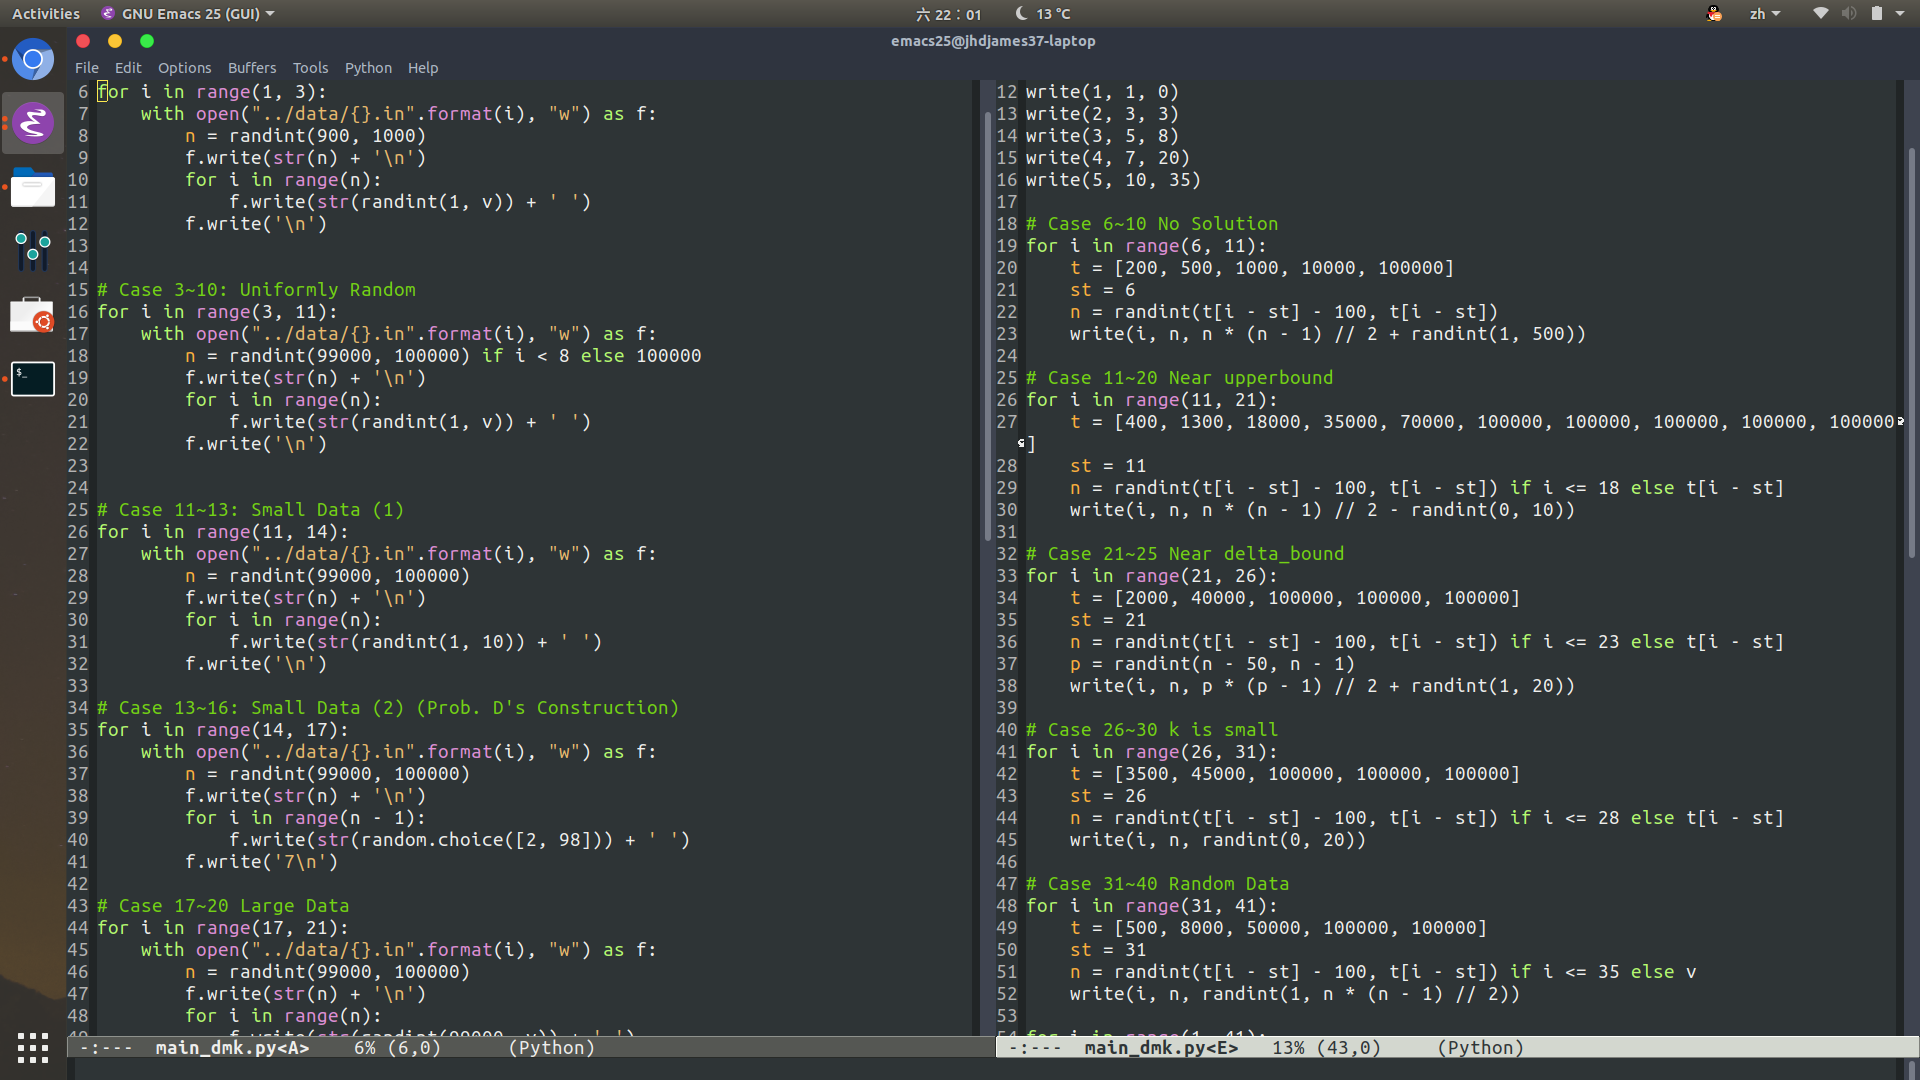 Activities
GNU Emacs 25 (GUI)
六 22：01
13 °C
zh
emacs25@jhdjames37-laptop
File Edit Options Buffers Tools Python Help
6 for i in range(1, 3):
7     with open("../data/{}.in".format(i), "w") as f:
8         n = randint(900, 1000)
9         f.write(str(n) + '\n')
10         for i in range(n):
11             f.write(str(randint(1, v)) + ' ')
12         f.write('\n')
13
14
15 # Case 3~10: Uniformly Random
16 for i in range(3, 11):
17     with open("../data/{}.in".format(i), "w") as f:
18         n = randint(99000, 100000) if i < 8 else 100000
19         f.write(str(n) + '\n')
20         for i in range(n):
21             f.write(str(randint(1, v)) + ' ')
22         f.write('\n')
23
24
25 # Case 11~13: Small Data (1)
26 for i in range(11, 14):
27     with open("../data/{}.in".format(i), "w") as f:
28         n = randint(99000, 100000)
29         f.write(str(n) + '\n')
30         for i in range(n):
31             f.write(str(randint(1, 10)) + ' ')
32         f.write('\n')
33
34 # Case 13~16: Small Data (2) (Prob. D's Construction)
35 for i in range(14, 17):
36     with open("../data/{}.in".format(i), "w") as f:
37         n = randint(99000, 100000)
38         f.write(str(n) + '\n')
39         for i in range(n - 1):
40             f.write(str(random.choice([2, 98])) + ' ')
41         f.write('7\n')
42
43 # Case 17~20 Large Data
44 for i in range(17, 21):
45     with open("../data/{}.in".format(i), "w") as f:
46         n = randint(99000, 100000)
47         f.write(str(n) + '\n')
48         for i in range(n):
-:---  main_dmk.py<A>    6% (6,0)      (Python)
12 write(1, 1, 0)
13 write(2, 3, 3)
14 write(3, 5, 8)
15 write(4, 7, 20)
16 write(5, 10, 35)
17
18 # Case 6~10 No Solution
19 for i in range(6, 11):
20     t = [200, 500, 1000, 10000, 100000]
21     st = 6
22     n = randint(t[i - st] - 100, t[i - st])
23     write(i, n, n * (n - 1) // 2 + randint(1, 500))
24
25 # Case 11~20 Near upperbound
26 for i in range(11, 21):
27     t = [400, 1300, 18000, 35000, 70000, 100000, 100000, 100000, 100000, 100000
]
28     st = 11
29     n = randint(t[i - st] - 100, t[i - st]) if i <= 18 else t[i - st]
30     write(i, n, n * (n - 1) // 2 - randint(0, 10))
31
32 # Case 21~25 Near delta_bound
33 for i in range(21, 26):
34     t = [2000, 40000, 100000, 100000, 100000]
35     st = 21
36     n = randint(t[i - st] - 100, t[i - st]) if i <= 23 else t[i - st]
37     p = randint(n - 50, n - 1)
38     write(i, n, p * (p - 1) // 2 + randint(1, 20))
39
40 # Case 26~30 k is small
41 for i in range(26, 31):
42     t = [3500, 45000, 100000, 100000, 100000]
43     st = 26
44     n = randint(t[i - st] - 100, t[i - st]) if i <= 28 else t[i - st]
45     write(i, n, randint(0, 20))
46
47 # Case 31~40 Random Data
48 for i in range(31, 41):
49     t = [500, 8000, 50000, 100000, 100000]
50     st = 31
51     n = randint(t[i - st] - 100, t[i - st]) if i <= 35 else v
52     write(i, n, randint(1, n * (n - 1) // 2))
53
-:---  main_dmk.py<E>   13% (43,0)     (Python)